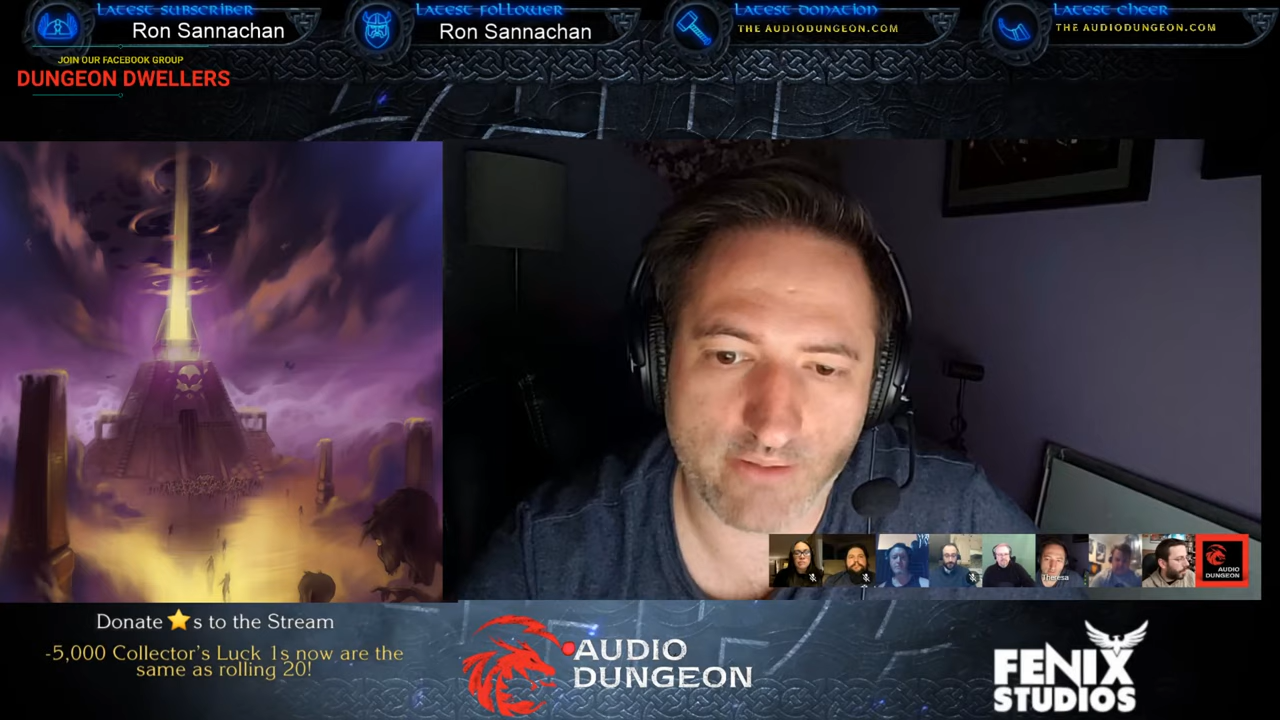 Latest Subscriber
Ron Sannachan
Latest Follower
Ron Sannachan
Latest Donation
THE AUDIODUNGEON.COM
Latest Cheer
THE AUDIODUNGEON.COM
JOIN OUR FACEBOOK GROUP
DUNGEON DWELLERS
Theresa
AUDIO
DUNGEON
Donate ⭐s to the Stream
-5,000 Collector's Luck 1s now are the
same as rolling 20!
AUDIO
DUNGEON
FENIX
STUDIOS